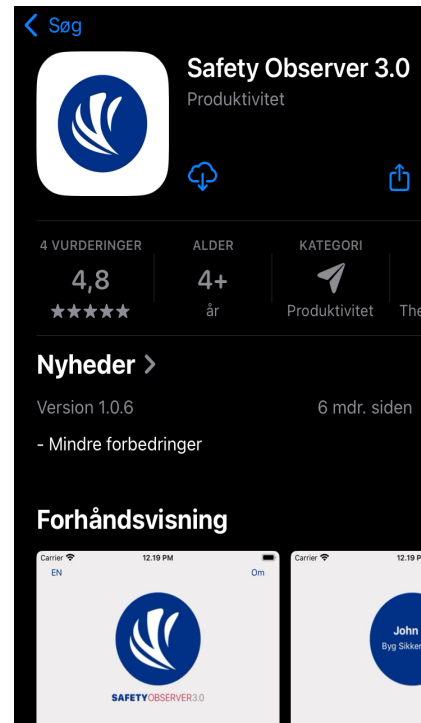 Søg
Safety Observer 3.0
Produktivitet
4 VURDERINGER
ALDER
KATEGORI
4,8
4+
år
Produktivitet
The
Nyheder
Version 1.0.6
6 mdr. siden
- Mindre forbedringer
Forhåndsvisning
Carrier
12.19 PM
EN
Om
SAFETYOBSERVER3.0
Carrier
12.19 P
John
Byg Sikker